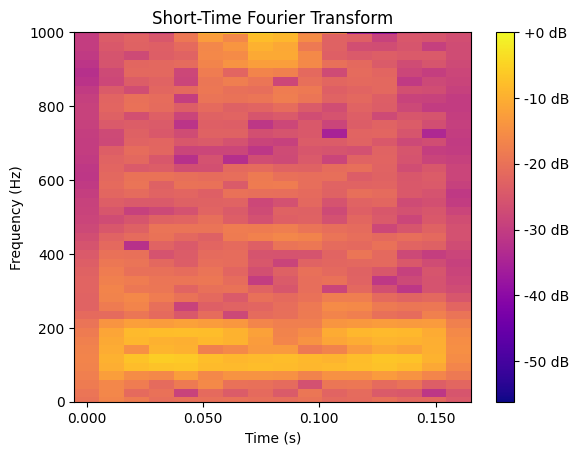 Short-Time Fourier Transform
1000
800
600
400
200
0
Frequency (Hz)
0.000
0.050
0.100
0.150
Time (s)
+0 dB
-10 dB
-20 dB
-30 dB
-40 dB
-50 dB